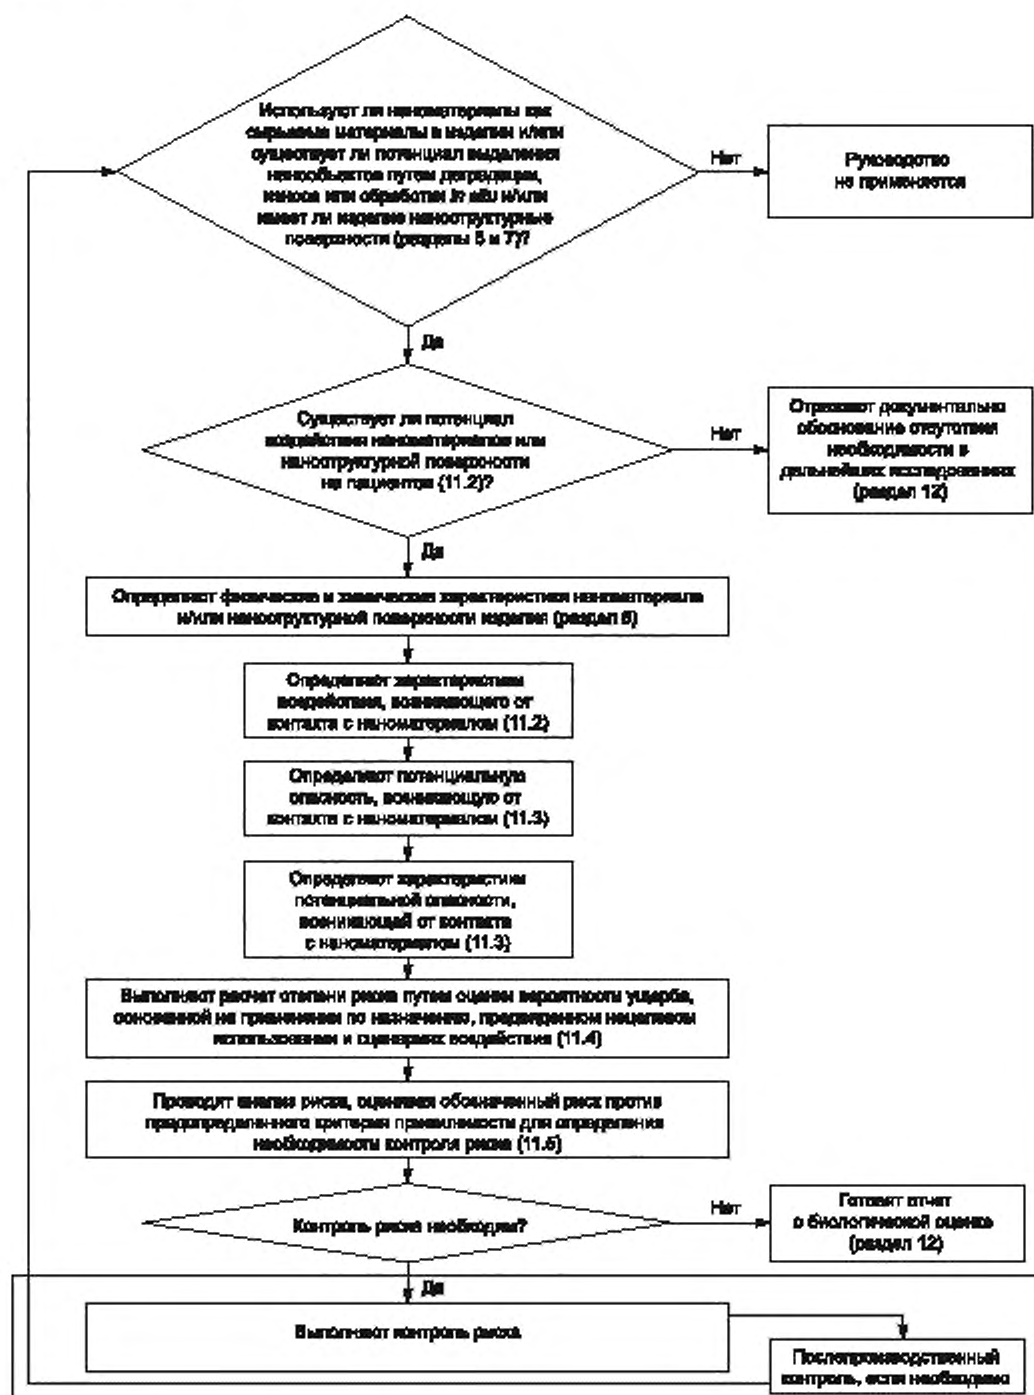 Используют ли наноматериалы как
сырьевые материалы в изделии и/или
существует ли потенциал выделения
нанообъектов путем деградации,
износа или обработки in situ и/или
имеет ли изделие наноструктурные
поверхности (разделы 5 и 7)?
Нет
Руководство
не применяется
Да
Существует ли потенциал
воздействия наноматериалов или
наноструктурной поверхности
на пациентов (11.2)?
Нет
Отражают документально
обоснование отсутствия
необходимости в
дальнейших исследованиях
(раздел 12)
Да
Определяют физические и химические характеристики наноматериала
и/или наноструктурной поверхности изделия (раздел 6)
Определяют характеристики
воздействия, возникающего от
контакта с наноматериалом (11.2)
Определяют потенциальную
опасность, возникающую от
контакта с наноматериалом (11.3)
Определяют характеристики
потенциальной опасности,
возникающей от контакта
с наноматериалом (11.3)
Выполняют расчет степени риска путем оценки вероятности ущерба,
основанной на применении по назначению, предвиденном нецелевом
использовании и сценариях воздействия (11.4)
Проводят анализ риска, оценивая обозначенный риск против
предопределенного критерия приемлемости для определения
необходимости контроля риска (11.5)
Контроль риска необходим?
Нет
Готовят отчет
о биологической оценке
(раздел 12)
Да
Выполняют контроль риска
Послепроизводственный
контроль, если необходимо